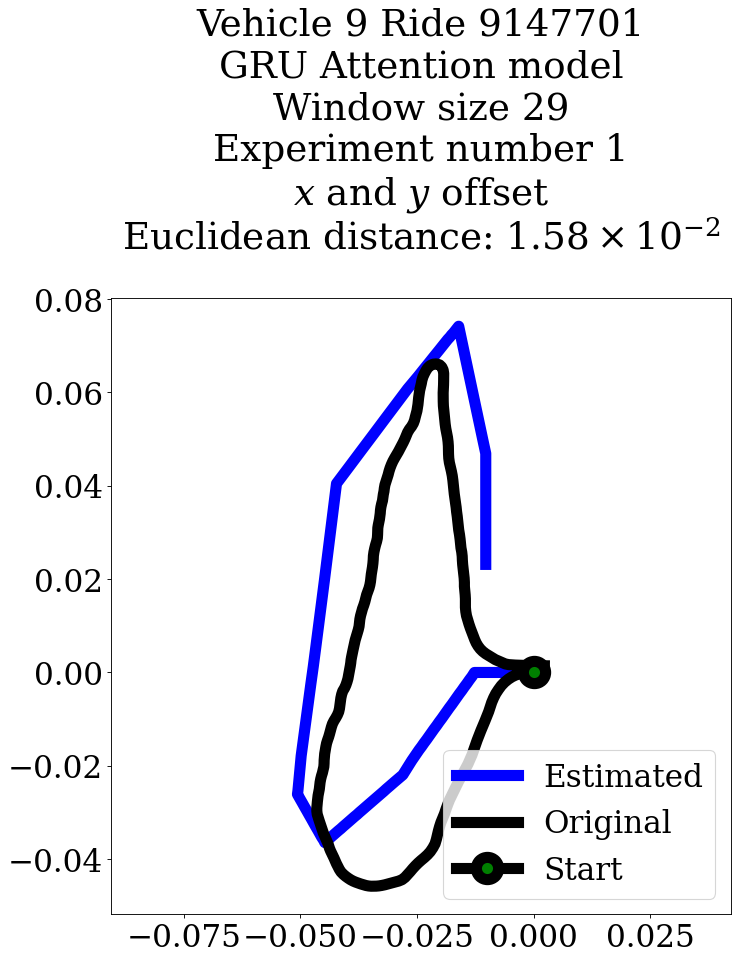 Vehicle 9 Ride 9147701
GRU Attention model
Window size 29
Experiment number 1
x and y offset
Euclidean distance: 1.58 × 10⁻²
0.08
0.06
0.04
0.02
0.00
−0.02
−0.04
Estimated
Original
Start
−0.075 −0.050 −0.025 0.000 0.025